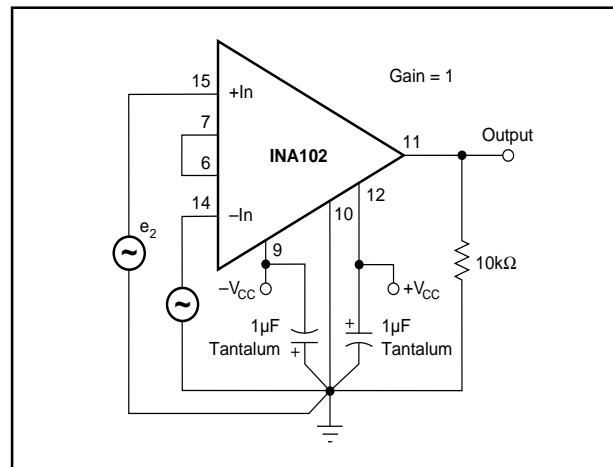 Gain = 1
15
+In
7
6
INA102
11
Output
14
–In
12
10
9
e2
10kΩ
–VCC
+VCC
1µF
Tantalum
+
+
1µF
Tantalum